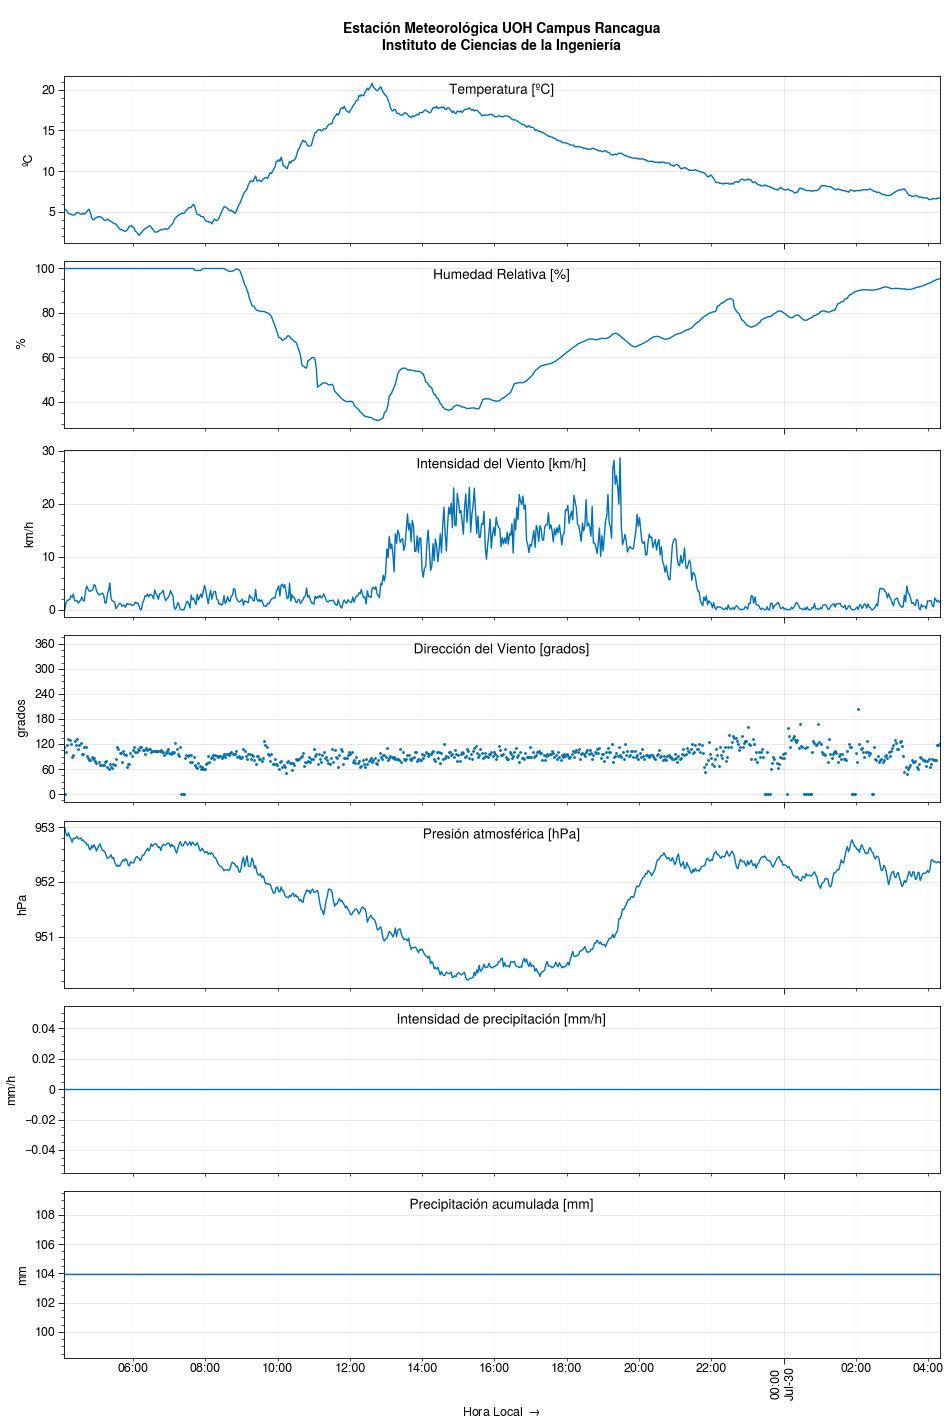 Estación Meteorológica UOH Campus Rancagua
Instituto de Ciencias de la Ingeniería
Temperatura [ºC]
ºC
20
15
10
5
Humedad Relativa [%]
%
100
80
60
40
Intensidad del Viento [km/h]
km/h
30
20
10
0
Dirección del Viento [grados]
grados
360
300
240
180
120
60
0
Presión atmosférica [hPa]
hPa
953
952
951
Intensidad de precipitación [mm/h]
mm/h
0.04
0.02
0
−0.02
−0.04
Precipitación acumulada [mm]
mm
108
106
104
102
100
06:00 08:00 10:00 12:00 14:00 16:00 18:00 20:00 22:00 00:00 02:00 04:00
Jul-30
Hora Local →